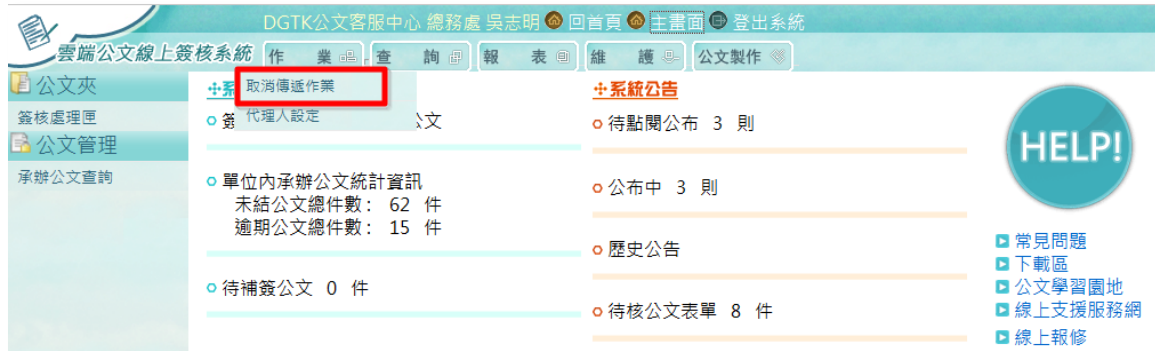 DGTK公文客服中心 總務處 吳志明 回首頁 主畫面 登出系統
雲端公文線上簽核系統 作 業 查 詢 報 表 維 護 公文製作
公文夾
簽核處理匣
公文管理
承辦公文查詢
取消傳遞作業
代理人設定
系
簽 公文
單位內承辦公文統計資訊
未結公文總件數: 62 件
逾期公文總件數: 15 件
待補簽公文 0 件
系統公告
待點閱公布 3 則
公布中 3 則
歷史公告
待核公文表單 8 件
HELP!
常見問題
下載區
公文學習園地
線上支援服務網
線上報修